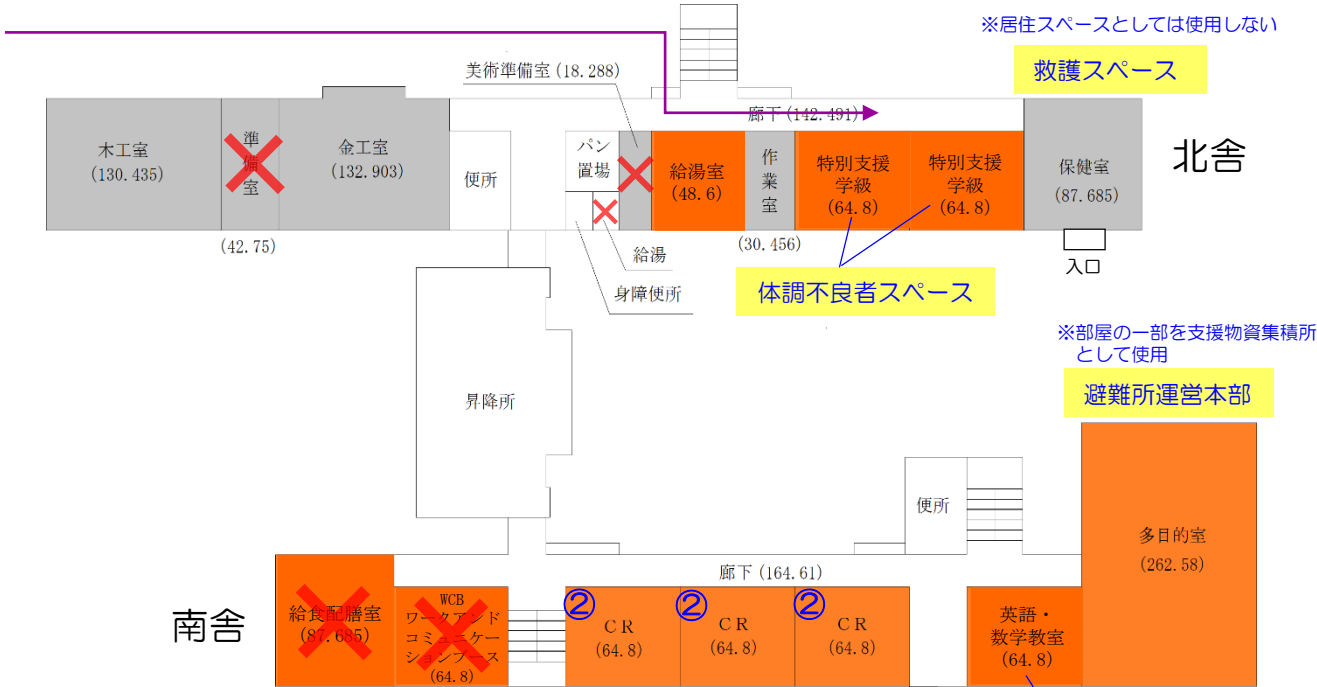 ※居住スペースとしては使用しない
救護スペース
美術準備室(18.288)
廊下(142.491)
木工室
(130.435)
準備室
(42.75)
金工室
(132.903)
便所
パン
置場
給湯室
(48.6)
作業室
(30.456)
特別支援
学級
(64.8)
特別支援
学級
(64.8)
保健室
(87.685)
北舎
入口
給湯
身障便所
体調不良者スペース
※部屋の一部を支援物資集積所
として使用
避難所運営本部
昇降所
便所
多目的室
(262.58)
廊下(164.61)
南舎
給食配膳室
(87.685)
WCB
ワークアンド
コミュニケー
ションブース
(64.8)
②
CR
(64.8)
②
CR
(64.8)
②
CR
(64.8)
英語・
数学教室
(64.8)